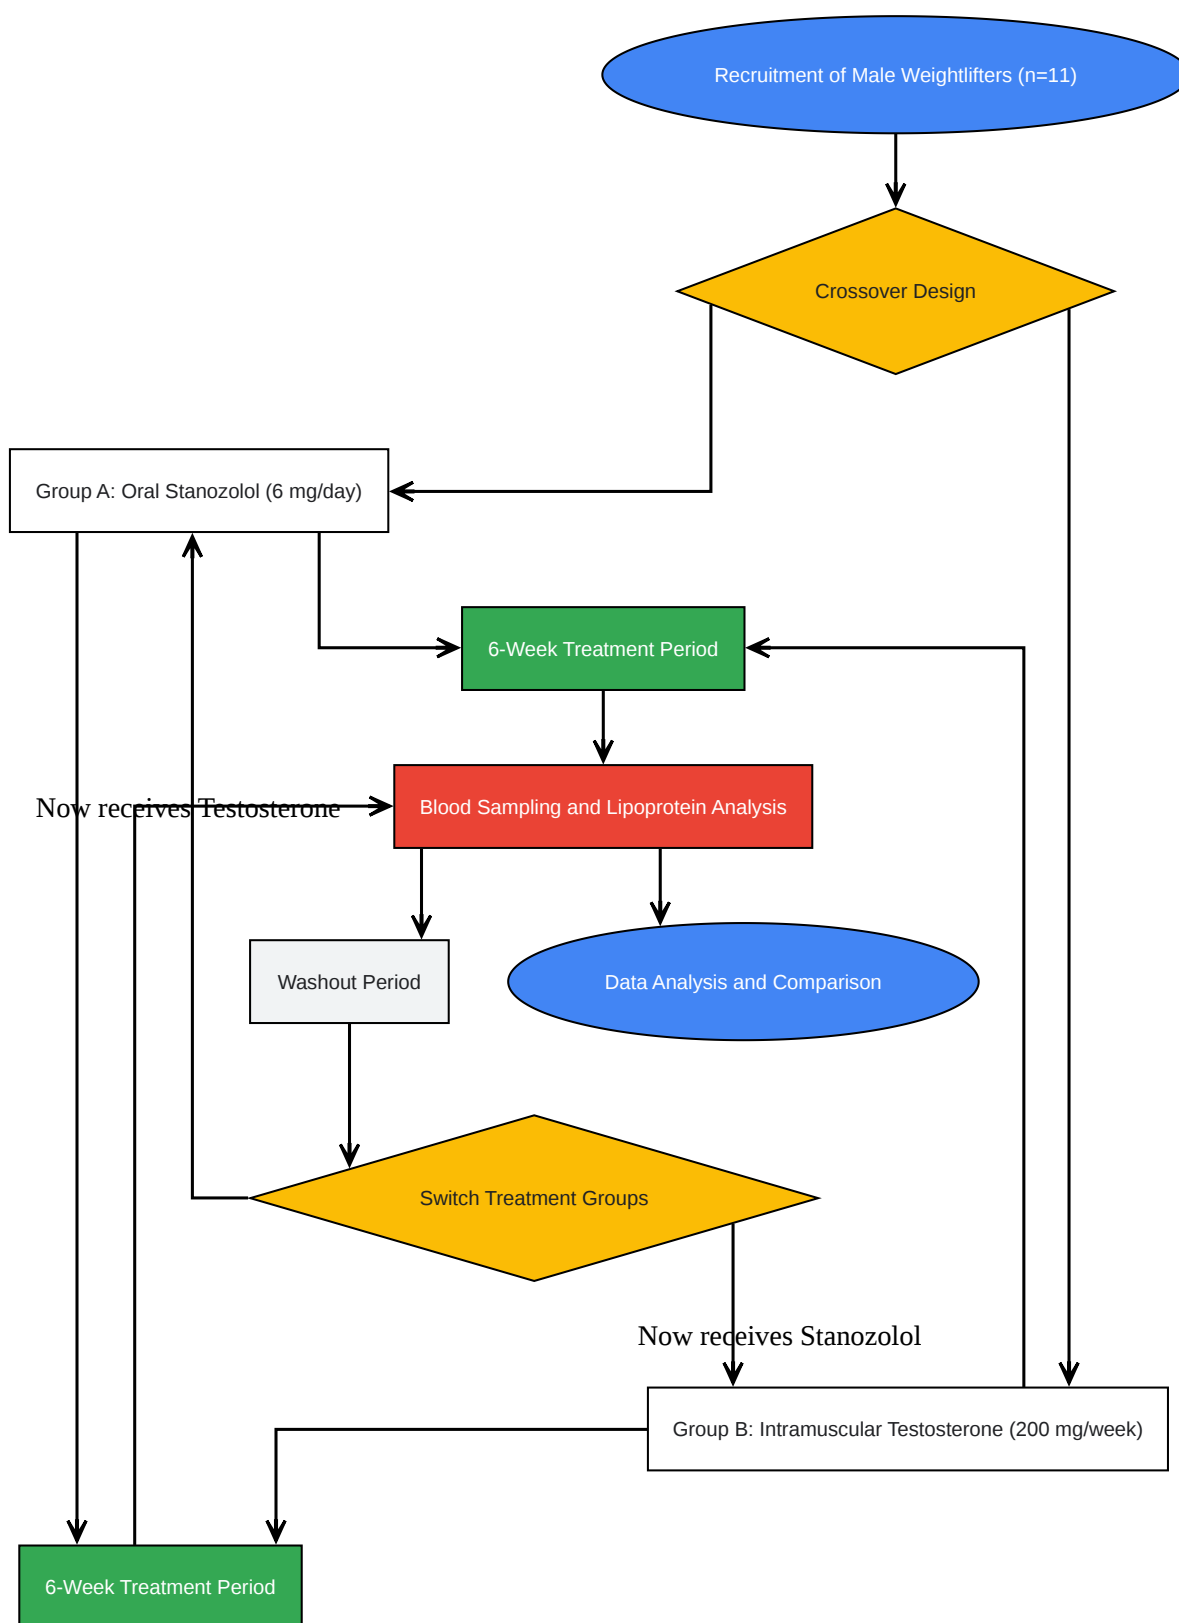 Recruitment of Male Weightlifters (n=11)
Crossover Design
Group A: Oral Stanozolol (6 mg/day)
6-Week Treatment Period
Now receives Testosterone
Blood Sampling and Lipoprotein Analysis
Washout Period
Data Analysis and Comparison
Switch Treatment Groups
Now receives Stanozolol
Group B: Intramuscular Testosterone (200 mg/week)
6-Week Treatment Period